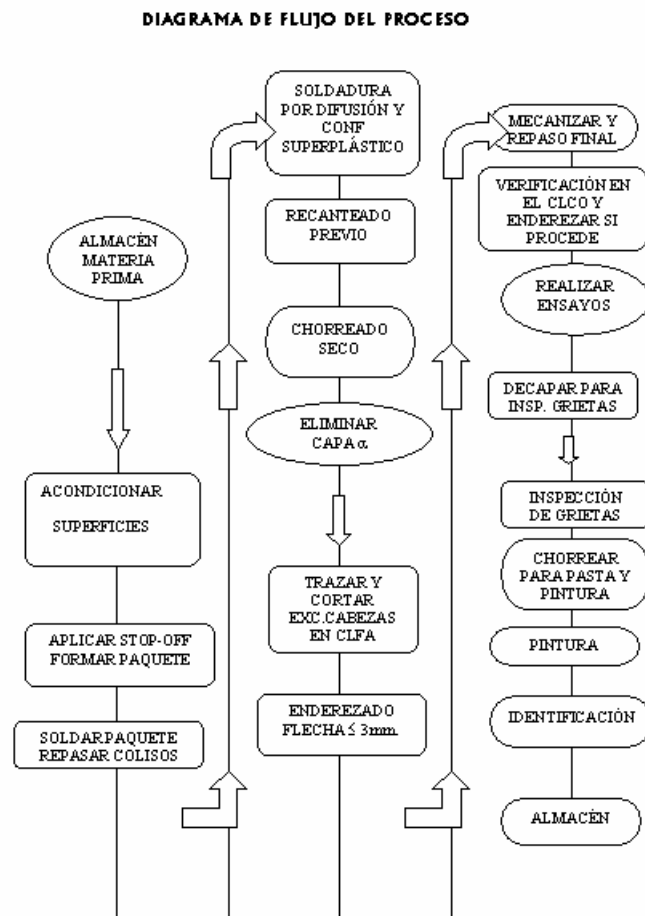 DIAGRAMA DE FLUJO DEL PROCESO
ALMACÉN
MATERIA
PRIMA
ACONDICIONAR
SUPERFICIES
APLICAR STOP-OFF
FORMAR PAQUETE
SOLDAR PAQUETE
REPASAR COLISOS
SOLDADURA
POR DIFUSIÓN Y
CONF
SUPERPLÁSTICO
RECANTEADO
PREVIO
CHORREADO
SECO
ELIMINAR
CAPA α
TRAZAR Y
CORTAR
EXC.CABEZAS
EN CLFA
ENDEREZADO
FLECHA ≤ 3mm.
MECANIZAR Y
REPASO FINAL
VERIFICACIÓN EN
EL CLCO Y
ENDEREZAR SI
PROCEDE
REALIZAR
ENSAYOS
DECAPAR PARA
INSP. GRIETAS
INSPECCIÓN
DE GRIETAS
CHORREAR
PARA PASTA Y
PINTURA
PINTURA
IDENTIFICACIÓN
ALMACÉN